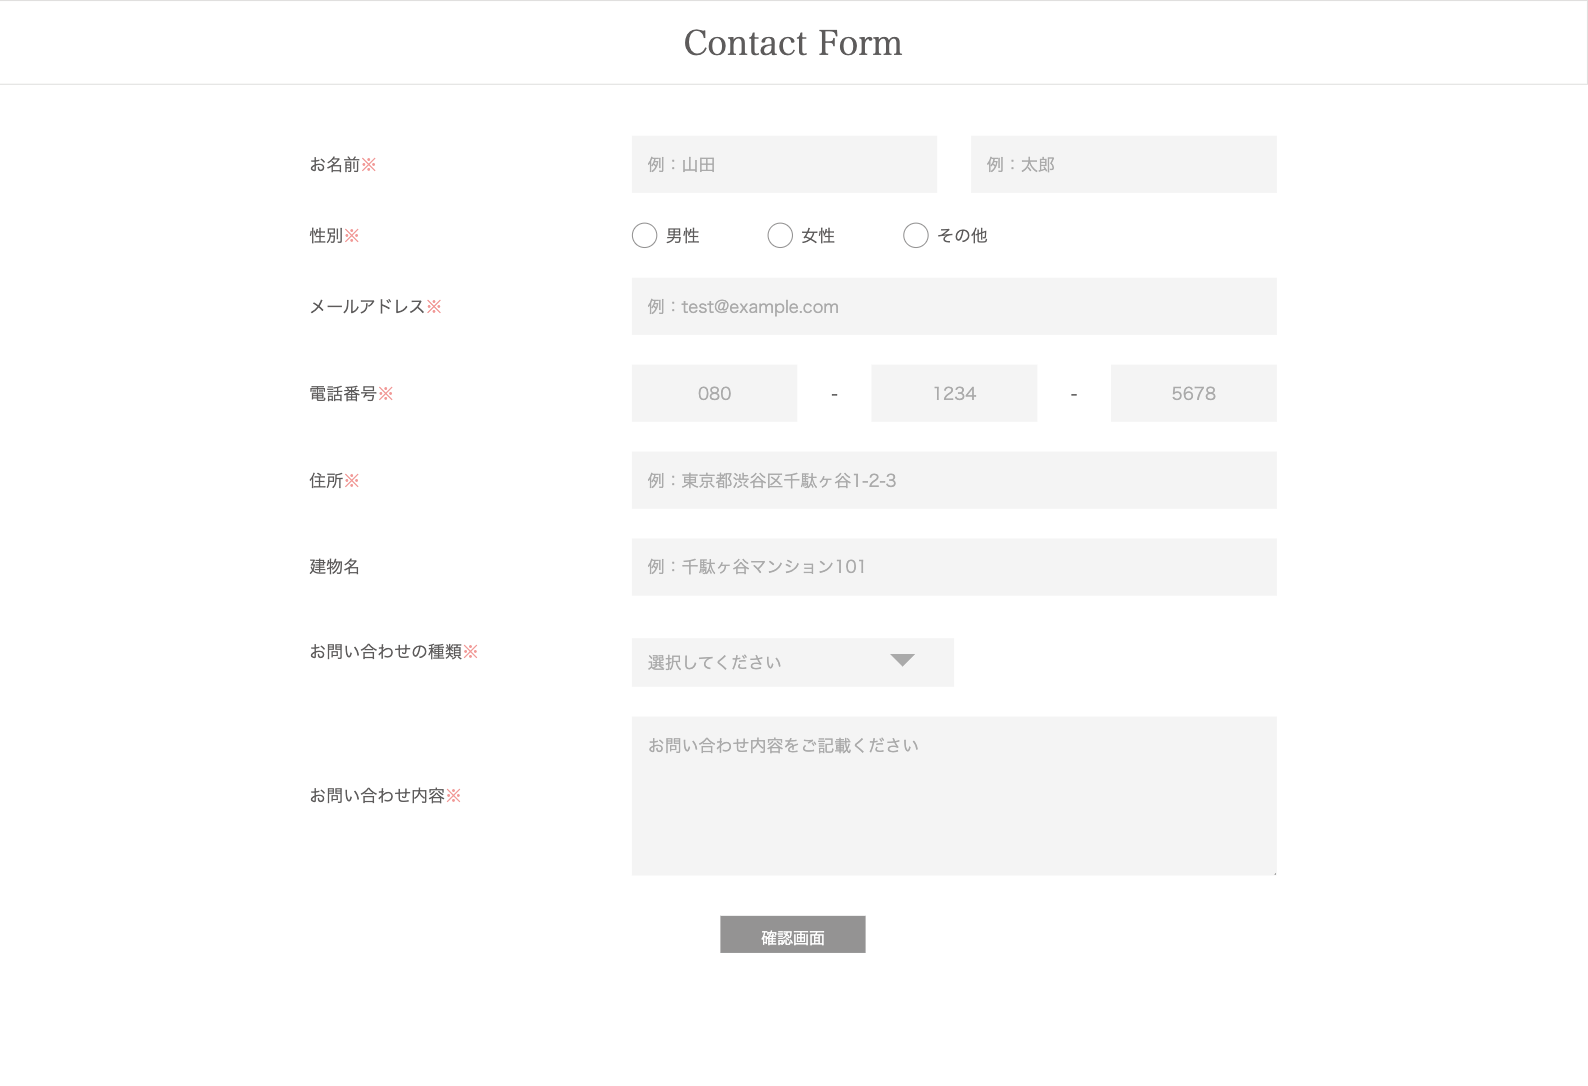 Contact Form
お名前※ 例：山田 例：太郎
性別※ 男性 女性 その他
メールアドレス※ 例：test@example.com
電話番号※ 080 - 1234 - 5678
住所※ 例：東京都渋谷区千駄ヶ谷1-2-3
建物名 例：千駄ヶ谷マンション101
お問い合わせの種類※ 選択してください
お問い合わせ内容※ お問い合わせ内容をご記載ください
確認画面